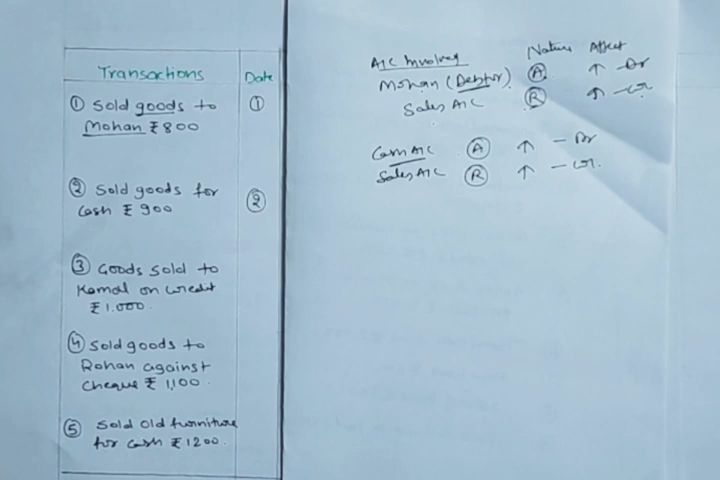 Transactions
Date
① Sold goods to
Mohan ₹800
①
② Sold goods for
Cash ₹900
②
③ Goods sold to
Kamal on credit
₹1.000.
④ Sold goods to
Rohan against
Cheque ₹ 1,100.
⑤ Sold Old furniture
for cash ₹1200.
A/C Involving
Nature
Affect
Mohan (Debtor)
Ⓐ
↑ - Dr
Sales A/C
Ⓡ
↑ - Cr.
Cash A/C
Ⓐ
↑
- Dr
Sales A/C
Ⓡ
↑
- Cr.